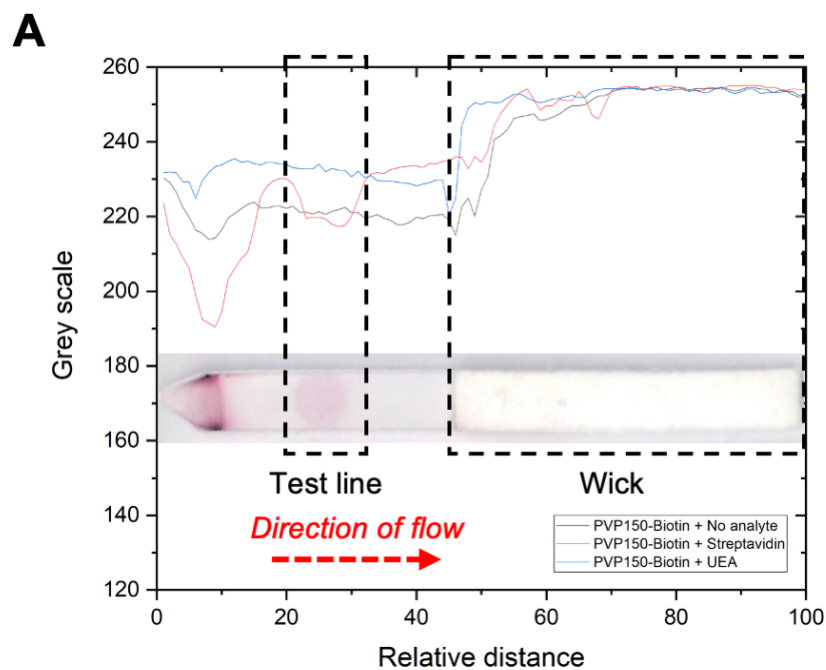 A
260
240
220
200
180
160
140
120
Grey scale
Test line
Wick
Direction of flow
PVP150-Biotin + No analyte
PVP150-Biotin + Streptavidin
PVP150-Biotin + UEA
0
20
40
60
80
100
Relative distance